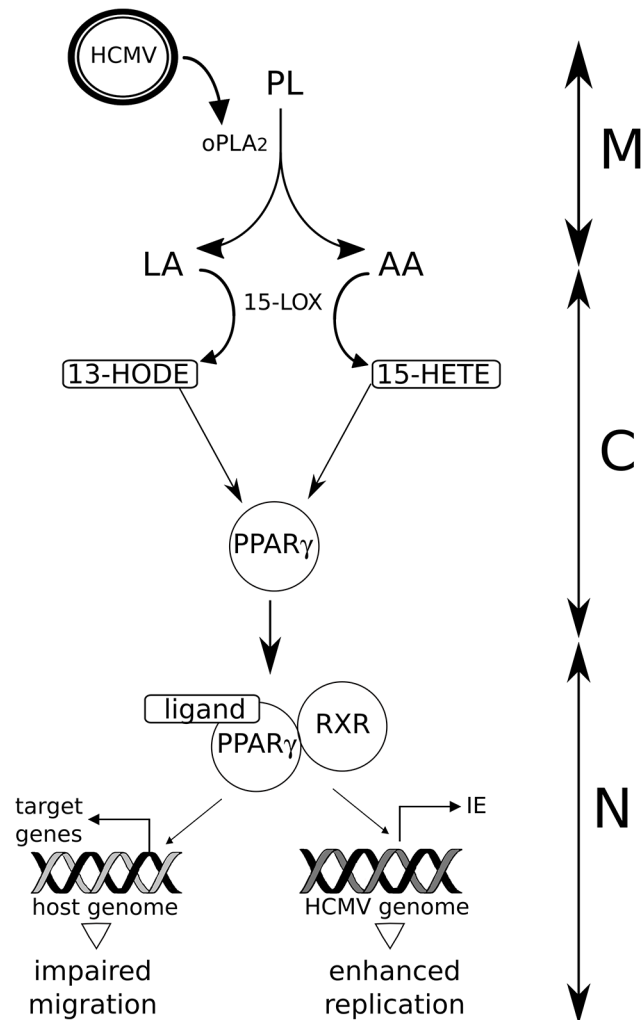 HCMV
PL
oPLA2
M
LA
AA
15-LOX
13-HODE
15-HETE
C
PPARγ
ligand
PPARγ
RXR
target
genes
IE
N
host genome
HCMV genome
impaired
migration
enhanced
replication